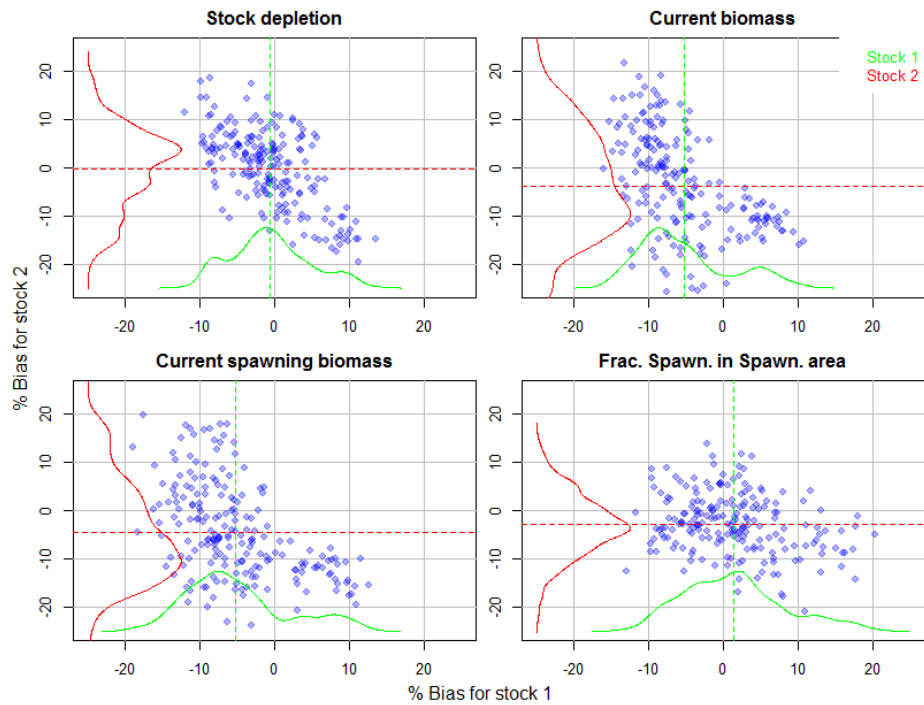 Stock depletion
20
10
0
10
20
-20 -10 0 10 20
Current biomass
Stock 1
Stock 2
20
10
0
10
20
-20 -10 0 10 20
% Bias for stock 2
Current spawning biomass
20
10
0
10
20
-20 -10 0 10 20
Frac. Spawn. in Spawn. area
20
10
0
10
20
-20 -10 0 10 20
% Bias for stock 1